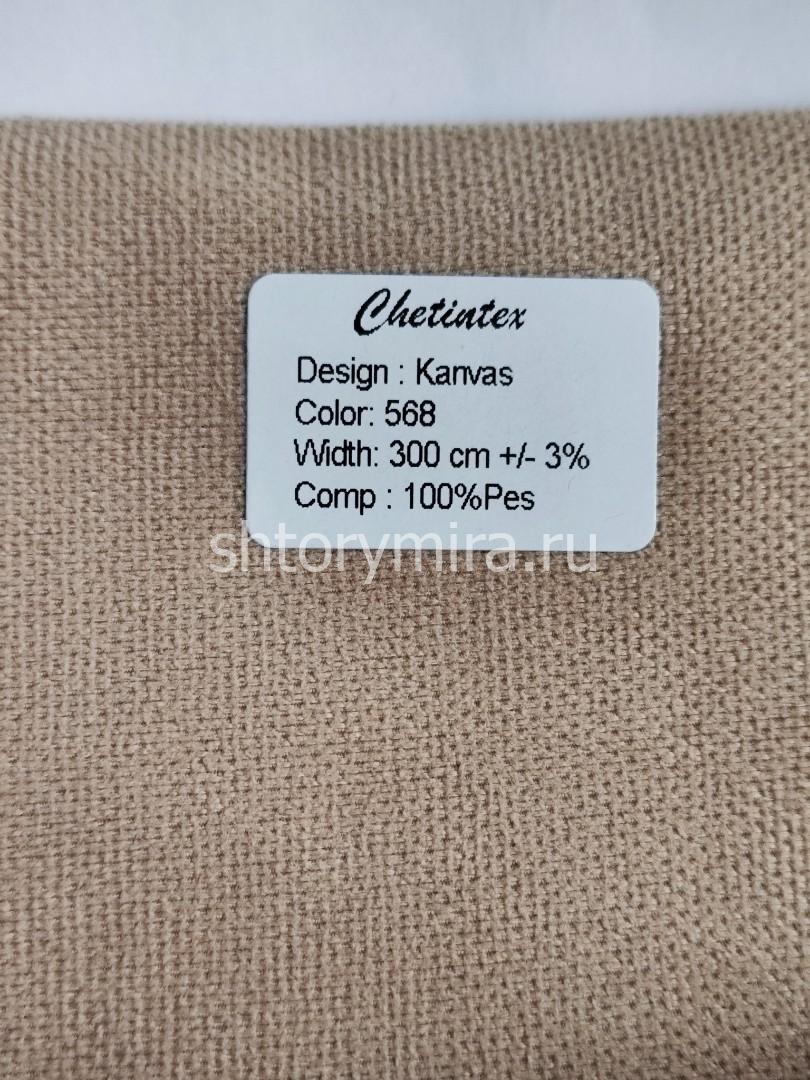 Chetintex
Design : Kanvas
Color: 568
Width: 300 cm +/- 3%
Comp : 100%Pes
shtorymira.ru